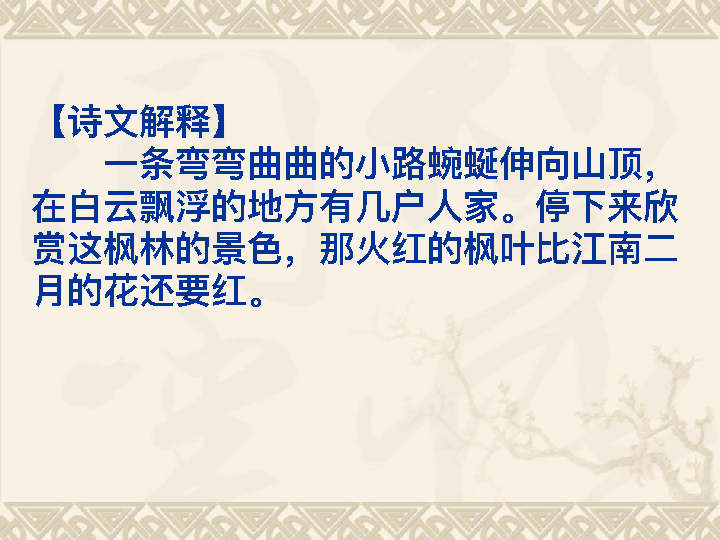 【诗文解释】
一条弯弯曲曲的小路蜿蜒伸向山顶，
在白云飘浮的地方有几户人家。停下来欣
赏这枫林的景色，那火红的枫叶比江南二
月的花还要红。